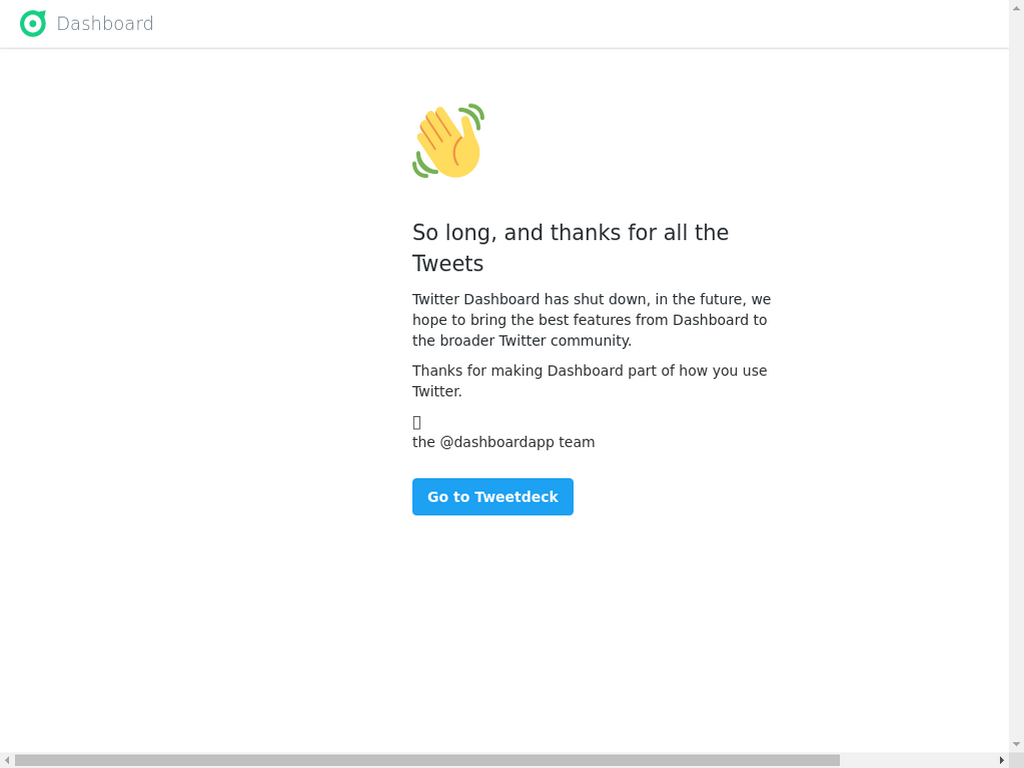 Dashboard
So long, and thanks for all the
Tweets
Twitter Dashboard has shut down, in the future, we
hope to bring the best features from Dashboard to
the broader Twitter community.
Thanks for making Dashboard part of how you use
Twitter.
the @dashboardapp team
Go to Tweetdeck